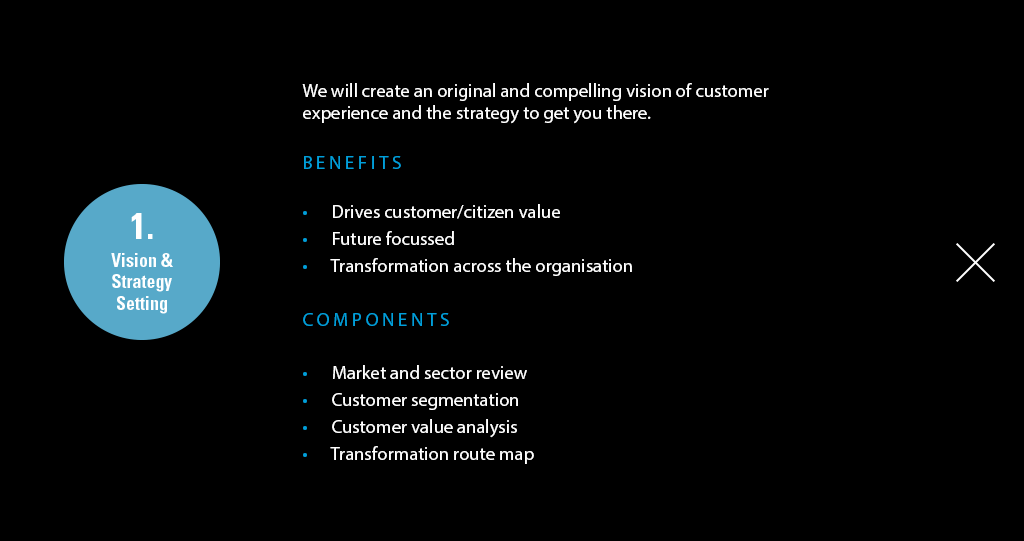 1.
Vision &
Strategy
Setting
We will create an original and compelling vision of customer
experience and the strategy to get you there.
BENEFITS
• Drives customer/citizen value
• Future focussed
• Transformation across the organisation
COMPONENTS
• Market and sector review
• Customer segmentation
• Customer value analysis
• Transformation route map